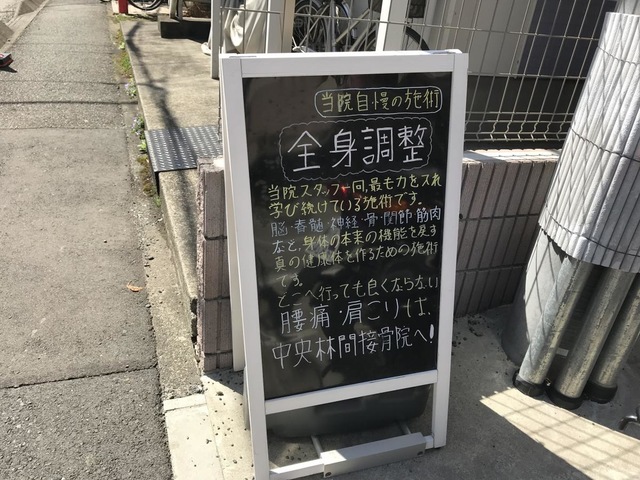 当院自慢の施術
全身調整
当院スタッフ一同、最も力を入れ
学び続けている施術です。
脳・脊髄・神経・骨・関節・筋肉
など、身体の本来の機能を戻す
真の健康体を作るための施術
です。
どこへ行っても良くならない
腰痛・肩こりは、
中央林間接骨院へ!